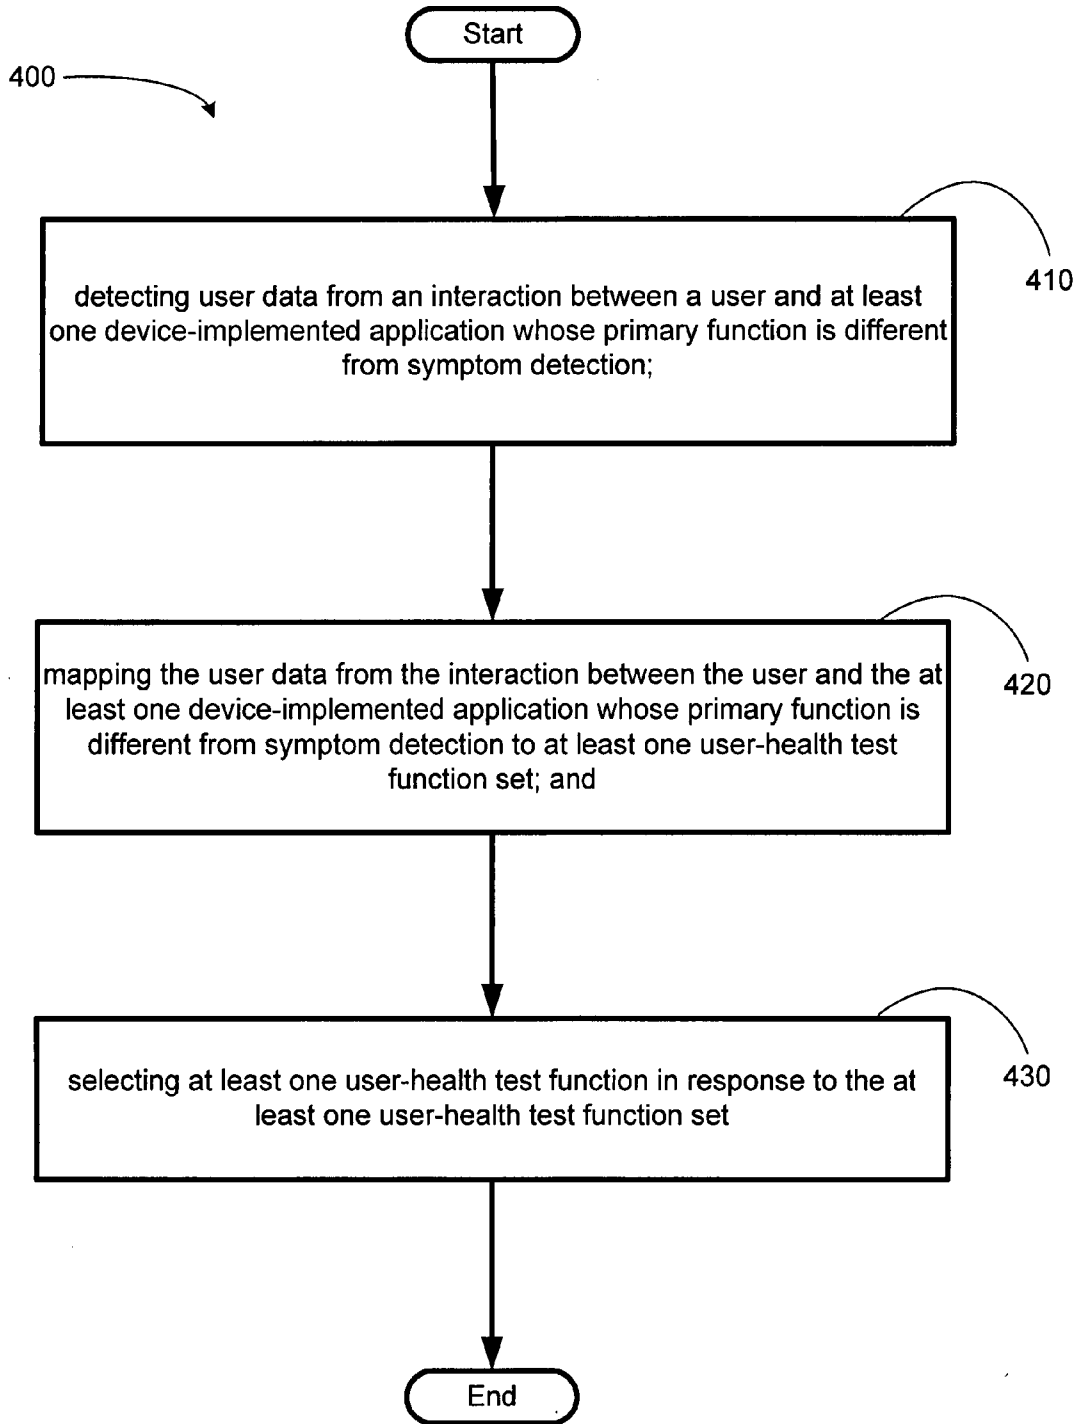 Start
400
410
detecting user data from an interaction between a user and at least
one device-implemented application whose primary function is different
from symptom detection;
420
mapping the user data from the interaction between the user and the at
least one device-implemented application whose primary function is
different from symptom detection to at least one user-health test
function set; and
430
selecting at least one user-health test function in response to the at
least one user-health test function set
End